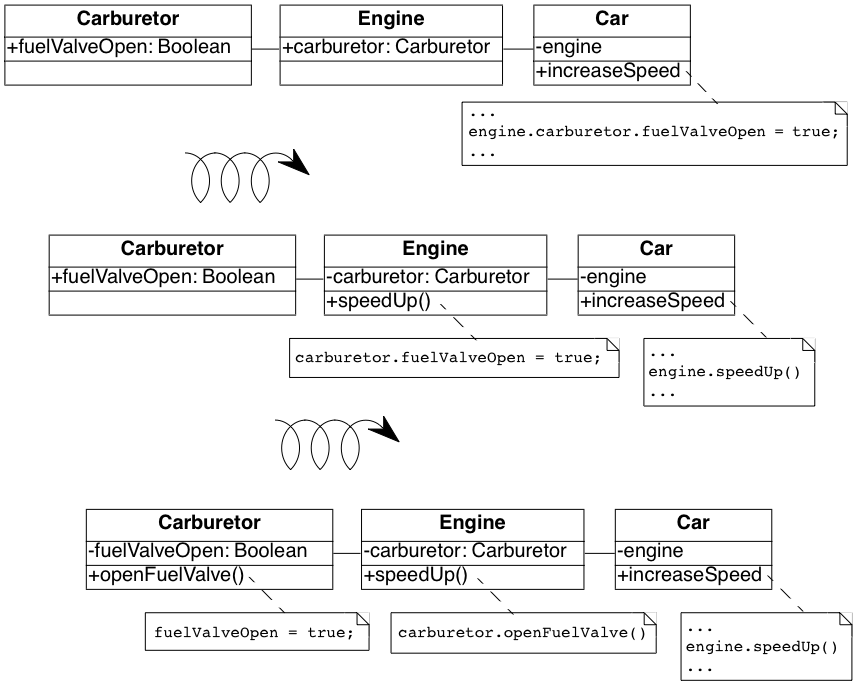 Carburetor
+fuelValveOpen: Boolean
Engine
+carburetor: Carburetor
Car
-engine
+increaseSpeed
...
engine.carburetor.fuelValveOpen = true;
...
Carburetor
+fuelValveOpen: Boolean
Engine
-carburetor: Carburetor
+speedUp()
Car
-engine
+increaseSpeed
carburetor.fuelValveOpen = true;
...
engine.speedUp()
...
Carburetor
-fuelValveOpen: Boolean
+openFuelValve()
Engine
-carburetor: Carburetor
+speedUp()
Car
-engine
+increaseSpeed
fuelValveOpen = true;
carburetor.openFuelValve()
...
engine.speedUp()
...